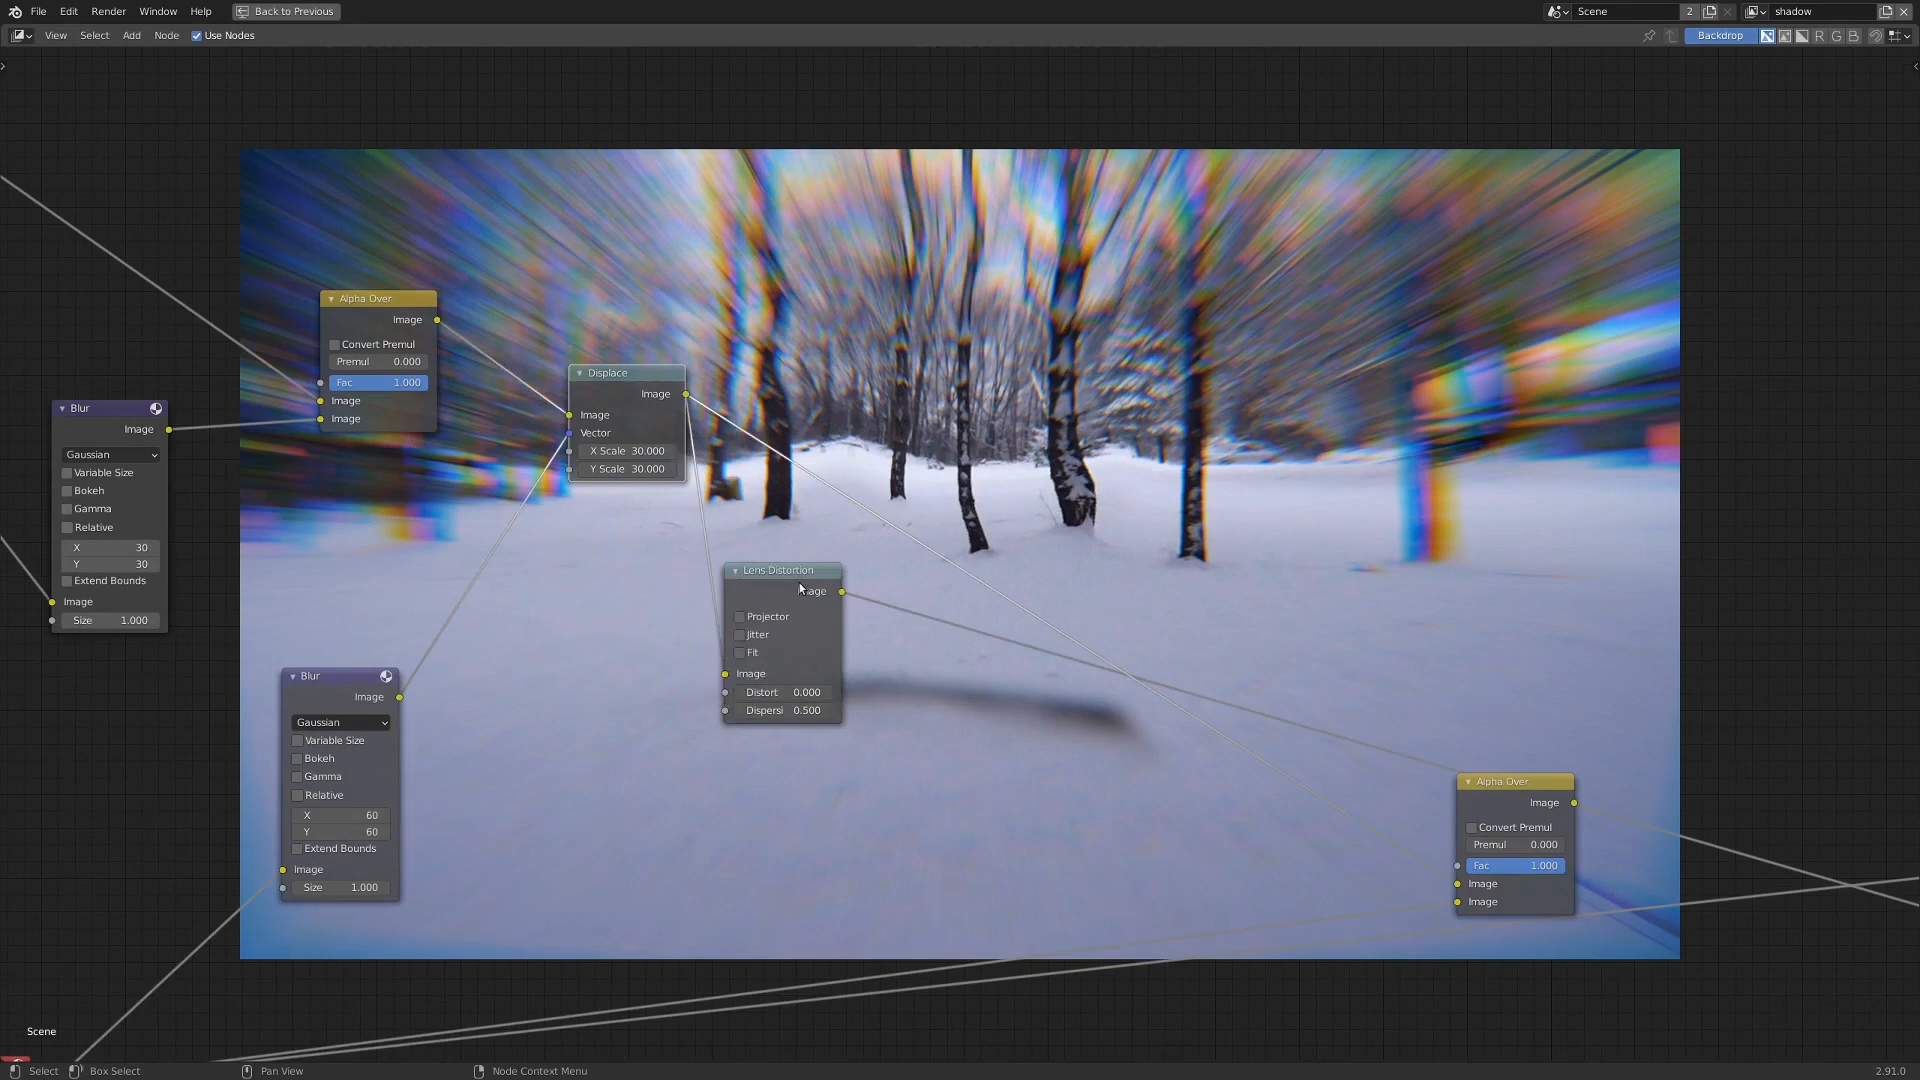 File Edit Render Window Help Back to Previous Scene 2 shadow
View Select Add Node Use Nodes Backdrop R G B
Alpha Over
Image
Convert Premul
Premul 0.000
Fac 1.000
Image
Image
Displace
Image
Image
Vector
X Scale 30.000
Y Scale 30.000
Blur
Image
Gaussian
Variable Size
Bokeh
Gamma
Relative
X 30
Y 30
Extend Bounds
Image
Size 1.000
Lens Distortion
Projector
Jitter
Fit
Image
Distort 0.000
Dispersi 0.500
Blur
Image
Gaussian
Variable Size
Bokeh
Gamma
Relative
X 60
Y 60
Extend Bounds
Image
Size 1.000
Alpha Over
Image
Convert Premul
Premul 0.000
Fac 1.000
Image
Image
Scene
Select Box Select Pan View Node Context Menu 2.91.0